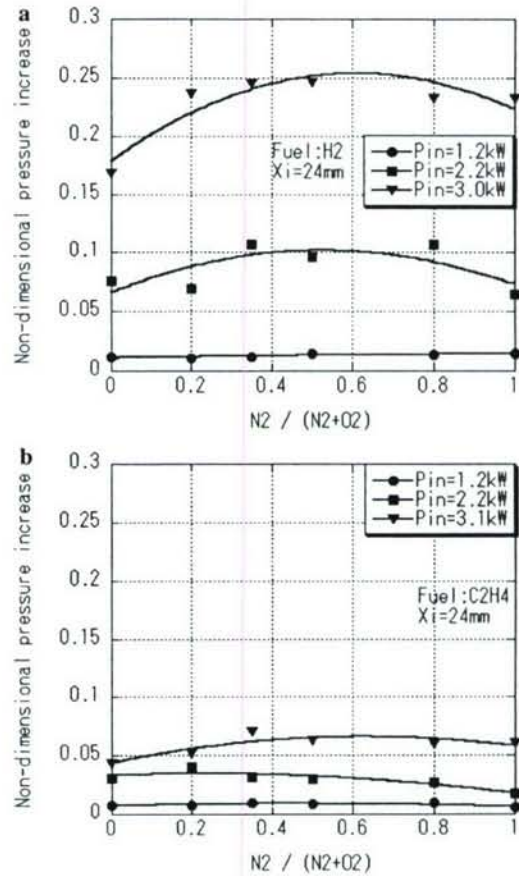 a
Non-dimensional pressure increase
0.3
0.25
0.2
0.15
0.1
0.05
0
Fuel:H2
Xi=24mm
Pin=1.2kW
Pin=2.2kW
Pin=3.0kW
0 0.2 0.4 0.6 0.8 1
N2 / (N2+O2)
b
Non-dimensional pressure increase
0.3
0.25
0.2
0.15
0.1
0.05
0
Pin=1.2kW
Pin=2.2kW
Pin=3.1kW
Fuel:C2H4
Xi=24mm
0 0.2 0.4 0.6 0.8 1
N2 / (N2+O2)